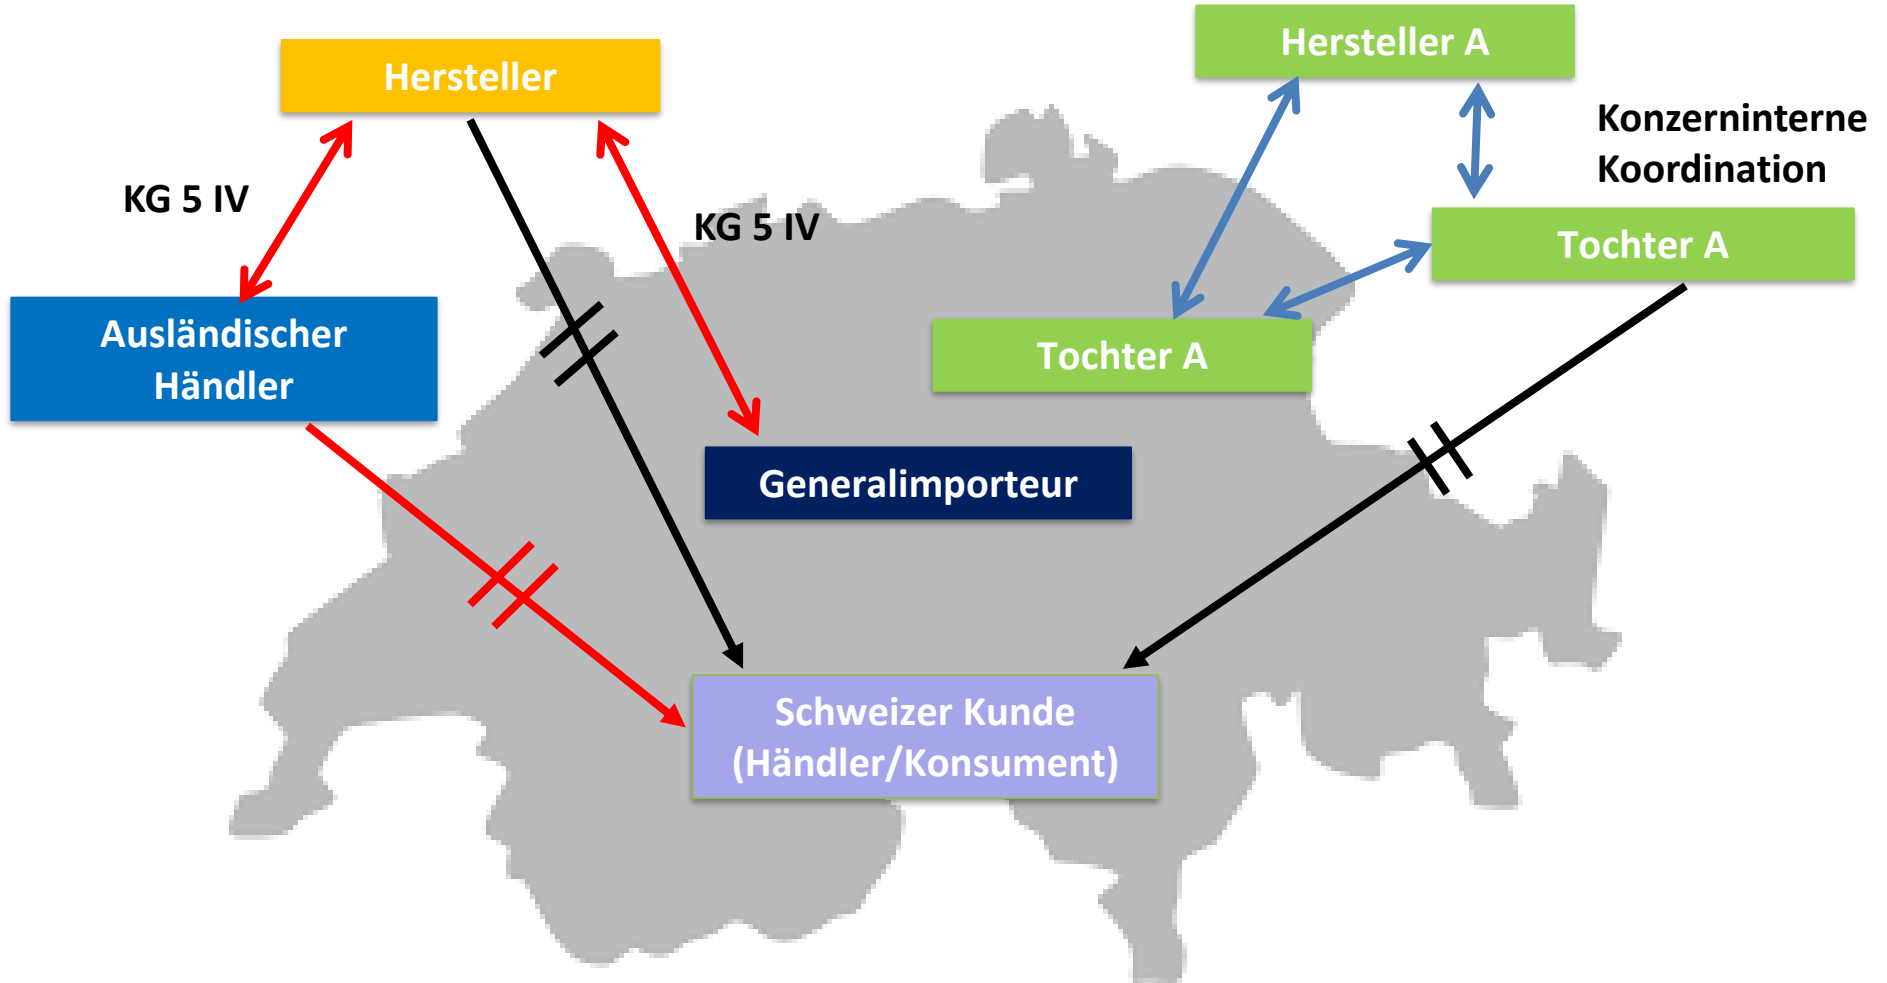 Hersteller
Hersteller A
Konzerninterne
Koordination
KG 5 IV
KG 5 IV
Tochter A
Ausländischer
Händler
Tochter A
Generalimporteur
Schweizer Kunde
(Händler/Konsument)